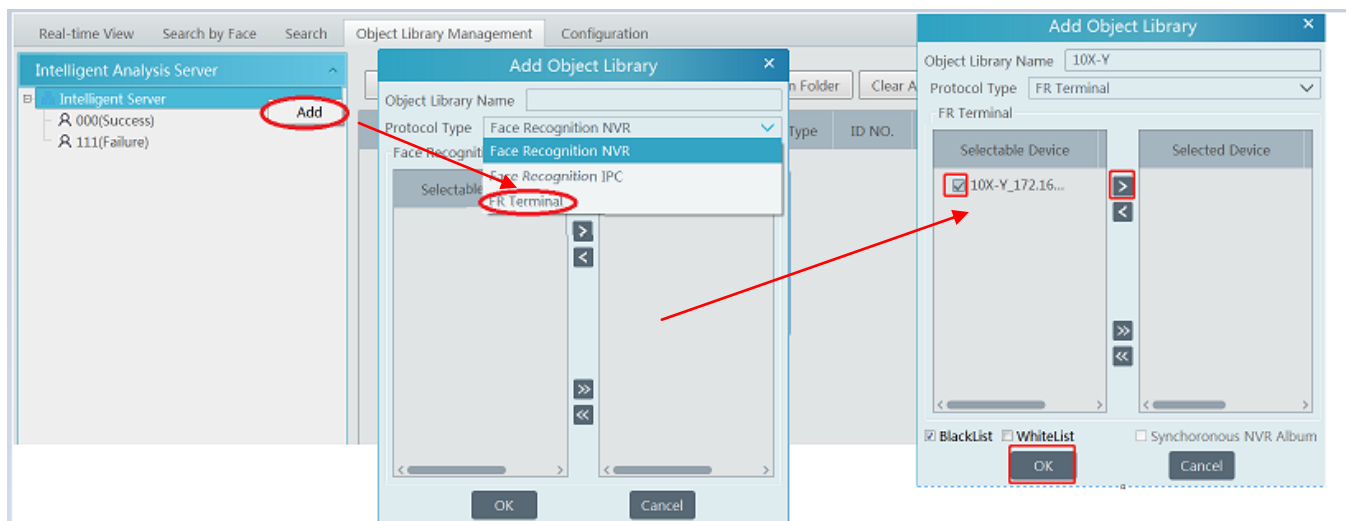 Real-time View Search by Face Search Object Library Management Configuration
Intelligent Analysis Server
Intelligent Server
000(Success)
111(Failure)
Add
n Folder Clear A
Type ID NO.
Add Object Library
Object Library Name
Protocol Type Face Recognition NVR
Face Recognition NVR
Face Recognition IPC
FR Terminal
Face Recognit
Selectable
OK Cancel
Add Object Library
Object Library Name 10X-Y
Protocol Type FR Terminal
FR Terminal
Selectable Device Selected Device
10X-Y_172.16...
BlackList WhiteList Synchoronous NVR Album
OK Cancel